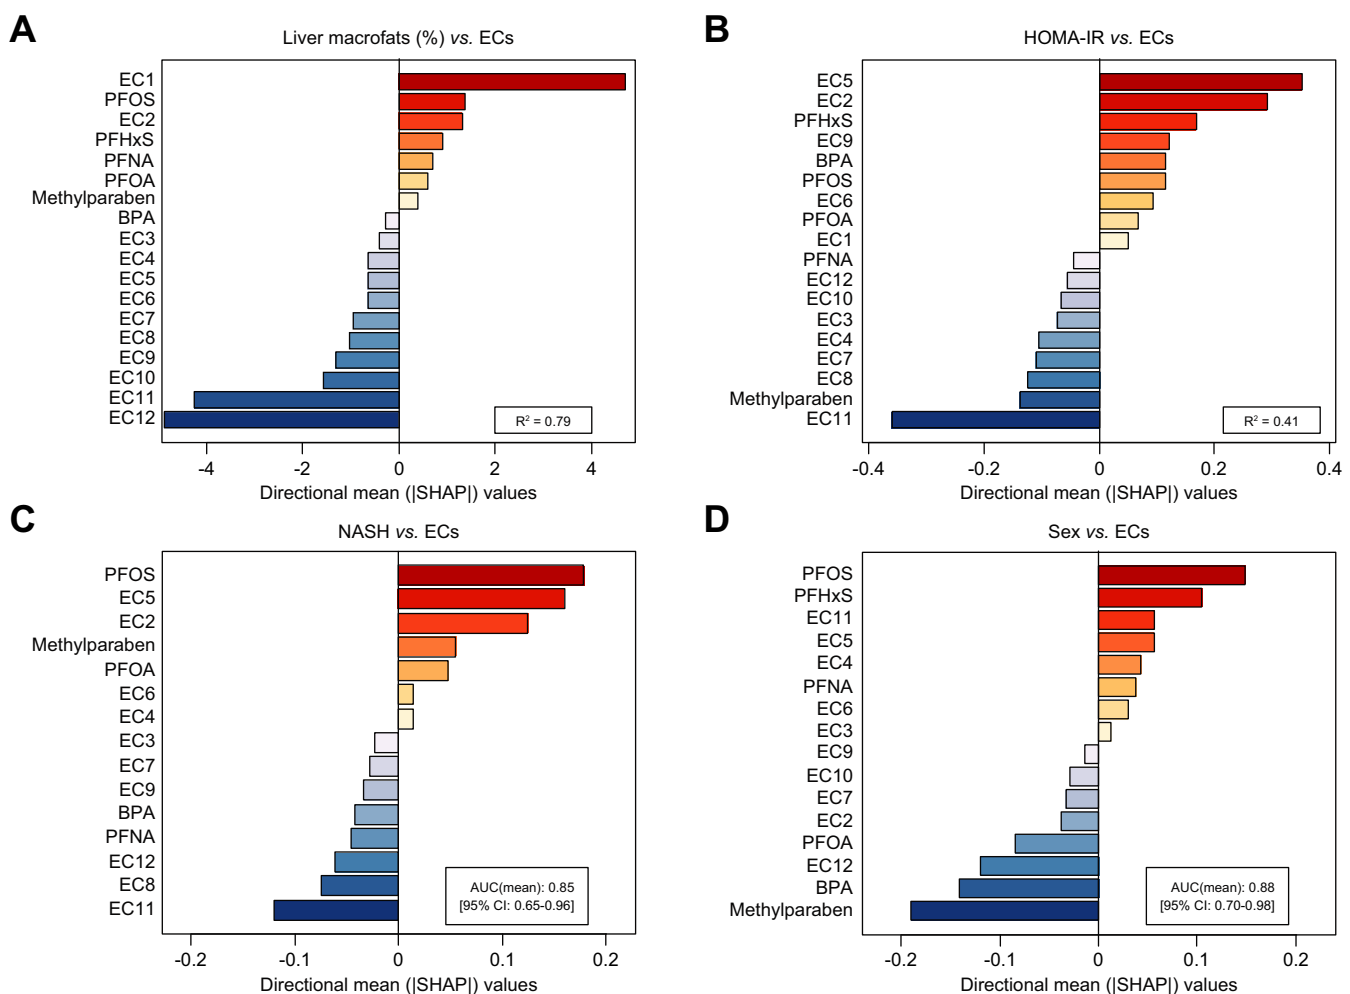 A
Liver macrofats (%) vs. ECs
EC1
PFOS
EC2
PFHxS
PFNA
PFOA
Methylparaben
BPA
EC3
EC4
EC5
EC6
EC7
EC8
EC9
EC10
EC11
EC12
R² = 0.79
-4 -2 0 2 4
Directional mean (|SHAP|) values
B
HOMA-IR vs. ECs
EC5
EC2
PFHxS
EC9
BPA
PFOS
EC6
PFOA
EC1
PFNA
EC12
EC10
EC3
EC4
EC7
EC8
Methylparaben
EC11
R² = 0.41
-0.4 -0.2 0 0.2 0.4
Directional mean (|SHAP|) values
C
NASH vs. ECs
PFOS
EC5
EC2
Methylparaben
PFOA
EC6
EC4
EC3
EC7
EC9
BPA
PFNA
EC12
EC8
EC11
AUC(mean): 0.85
[95% CI: 0.65-0.96]
-0.2 -0.1 0 0.1 0.2
Directional mean (|SHAP|) values
D
Sex vs. ECs
PFOS
PFHxS
EC11
EC5
EC4
PFNA
EC6
EC3
EC9
EC10
EC7
EC2
PFOA
EC12
BPA
Methylparaben
AUC(mean): 0.88
[95% CI: 0.70-0.98]
-0.2 -0.1 0 0.1 0.2
Directional mean (|SHAP|) values